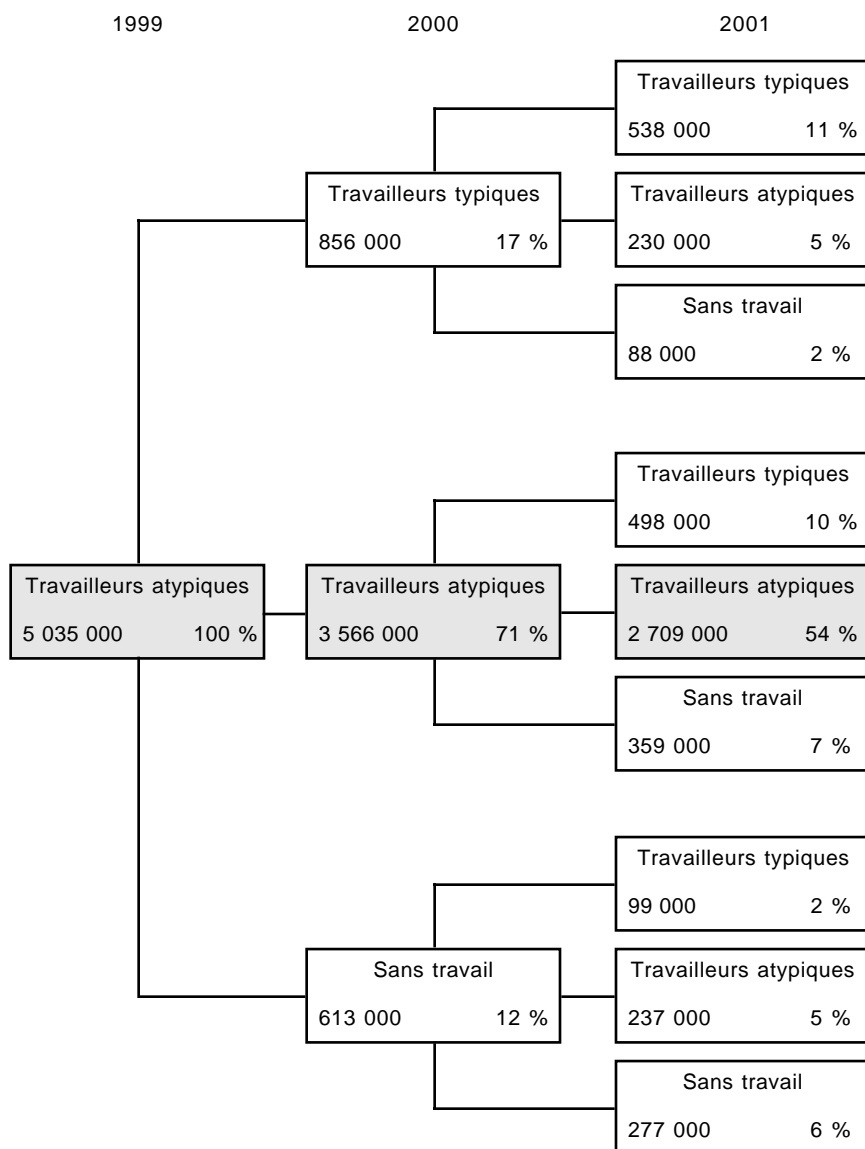 1999 2000 2001
Travailleurs typiques
538 000 11 %
Travailleurs typiques
856 000 17 %
Travailleurs atypiques
230 000 5 %
Sans travail
88 000 2 %
Travailleurs typiques
498 000 10 %
Travailleurs atypiques
5 035 000 100 %
Travailleurs atypiques
3 566 000 71 %
Travailleurs atypiques
2 709 000 54 %
Sans travail
359 000 7 %
Travailleurs typiques
99 000 2 %
Sans travail
613 000 12 %
Travailleurs atypiques
237 000 5 %
Sans travail
277 000 6 %